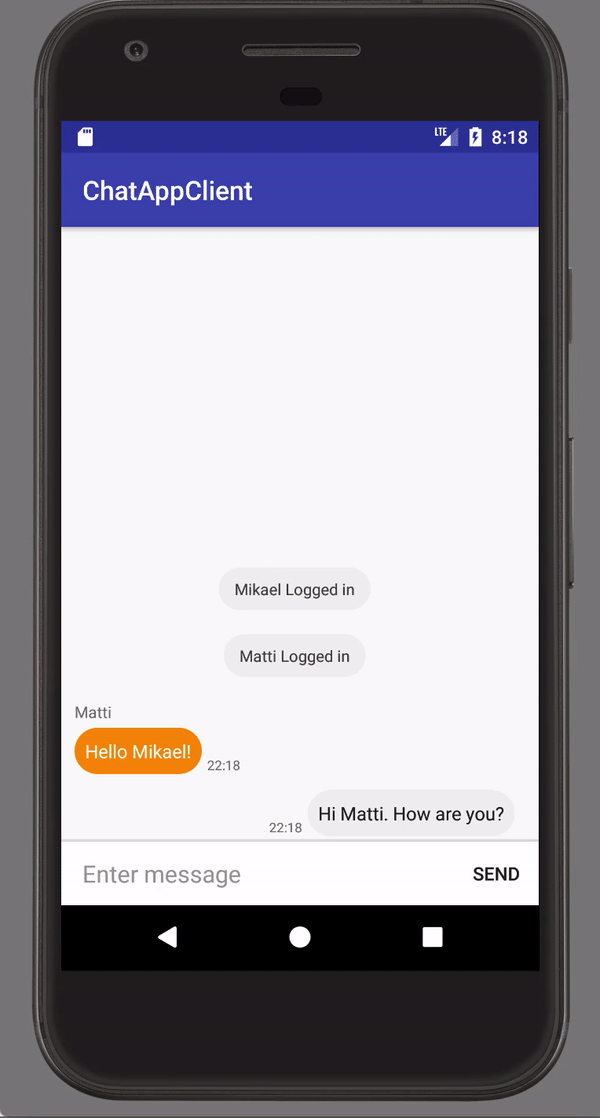 LTE 8:18
ChatAppClient
Mikael Logged in
Matti Logged in
Matti
Hello Mikael! 22:18
22:18 Hi Matti. How are you?
Enter message SEND